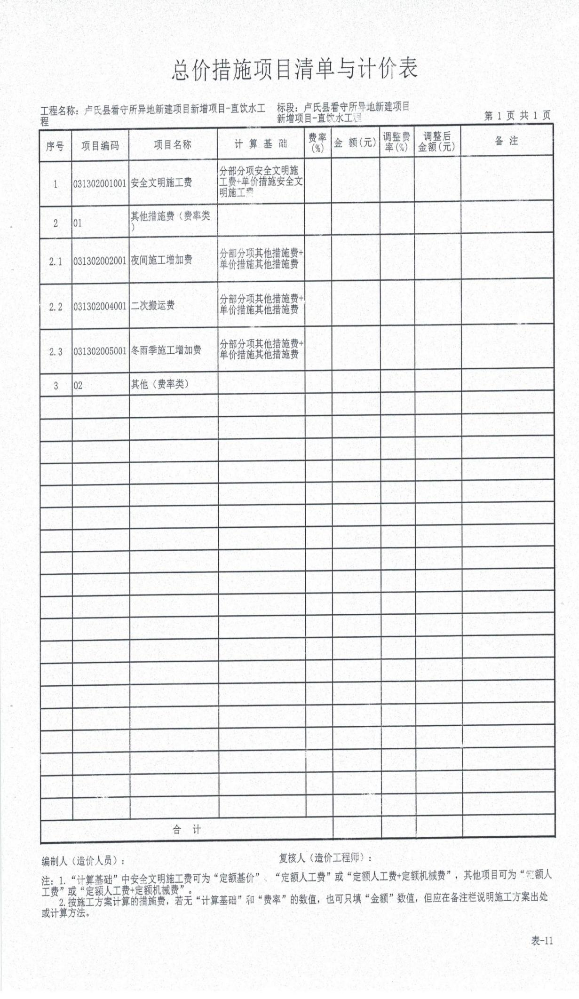 总价措施项目清单与计价表
工程名称：卢氏县看守所异地新建项目新增项目-直饮水工
程
标段：卢氏县看守所异地新建项目
新增项目-直饮水工程
第 1 页 共 1 页
序号 项目编码 项目名称 计 算 基 础 费率(%) 金 额(元) 调整费率(%) 调整后金额(元) 备 注
分部分项安全文明施
1 031302001001 安全文明施工费 工费+单价措施安全文
明施工费
2 01 其他措施费（费率类
）
2.1 031302002001 夜间施工增加费 分部分项其他措施费+
单价措施其他措施费
2.2 031302004001 二次搬运费 分部分项其他措施费+
单价措施其他措施费
2.3 031302005001 冬雨季施工增加费 分部分项其他措施费+
单价措施其他措施费
3 02 其他（费率类）
合 计
编制人（造价人员）： 复核人（造价工程师）：
注：1.“计算基础”中安全文明施工费可为“定额基价”、“定额人工费”或“定额人工费+定额机械费”，其他项目可为“定额人
工费”或“定额人工费+定额机械费”。
2.按施工方案计算的措施费，若无“计算基础”和“费率”的数值，也可只填“金额”数值，但应在备注栏说明施工方案出处
或计算方法。
表-11